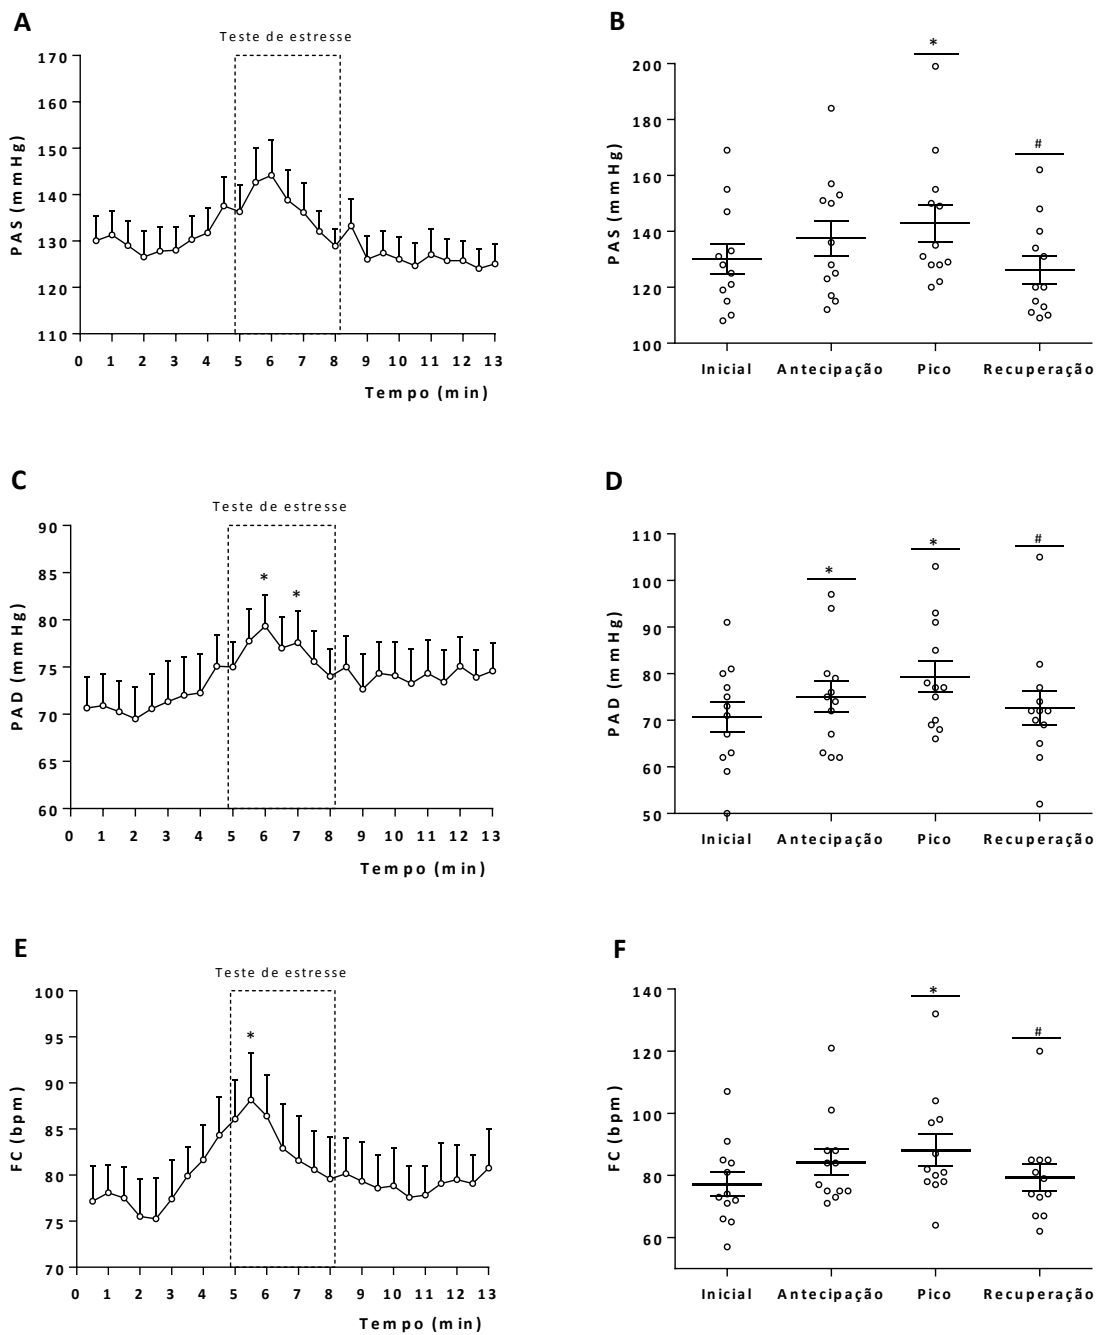 A
Teste de estresse
170
160
150
140
130
120
110
PAS (mmHg)
0 1 2 3 4 5 6 7 8 9 10 11 12 13
Tempo (min)
B
200
180
160
140
120
100
PAS (mmHg)
*
#
Inicial Antecipação Pico Recuperação
C
Teste de estresse
90
85
80
75
70
65
60
PAD (mmHg)
* *
0 1 2 3 4 5 6 7 8 9 10 11 12 13
Tempo (min)
D
110
100
90
80
70
60
50
PAD (mmHg)
* * #
Inicial Antecipação Pico Recuperação
E
Teste de estresse
100
95
90
85
80
75
70
FC (bpm)
*
0 1 2 3 4 5 6 7 8 9 10 11 12 13
Tempo (min)
F
140
120
100
80
60
FC (bpm)
*
#
Inicial Antecipação Pico Recuperação